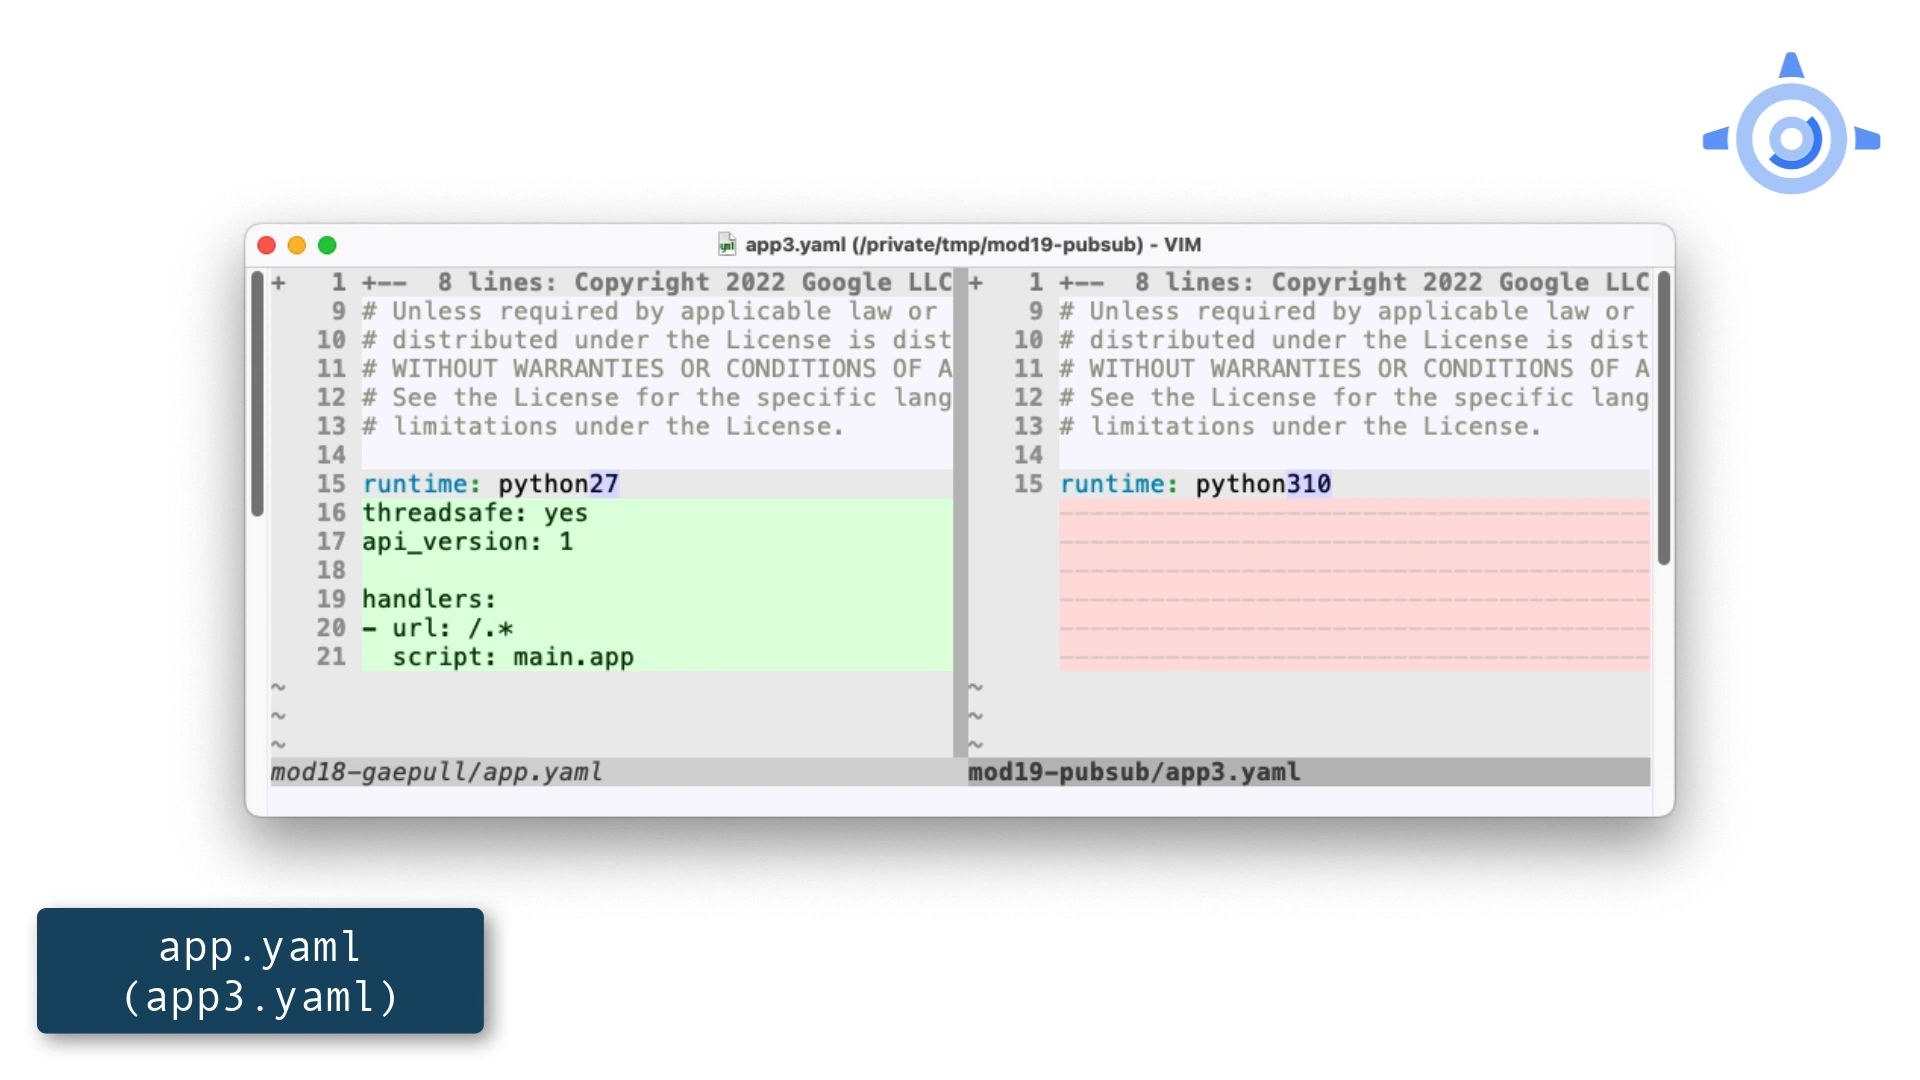 app3.yaml (/private/tmp/mod19-pubsub) - VIM
+ 1 +-- 8 lines: Copyright 2022 Google LLC
9 # Unless required by applicable law or
10 # distributed under the License is dist
11 # WITHOUT WARRANTIES OR CONDITIONS OF A
12 # See the License for the specific lang
13 # limitations under the License.
14
15 runtime: python27
16 threadsafe: yes
17 api_version: 1
18
19 handlers:
20 - url: /.*
21   script: main.app
~
~
~
mod18-gaepull/app.yaml
+ 1 +-- 8 lines: Copyright 2022 Google LLC
9 # Unless required by applicable law or
10 # distributed under the License is dist
11 # WITHOUT WARRANTIES OR CONDITIONS OF A
12 # See the License for the specific lang
13 # limitations under the License.
14
15 runtime: python310
~
~
~
mod19-pubsub/app3.yaml
app.yaml
(app3.yaml)